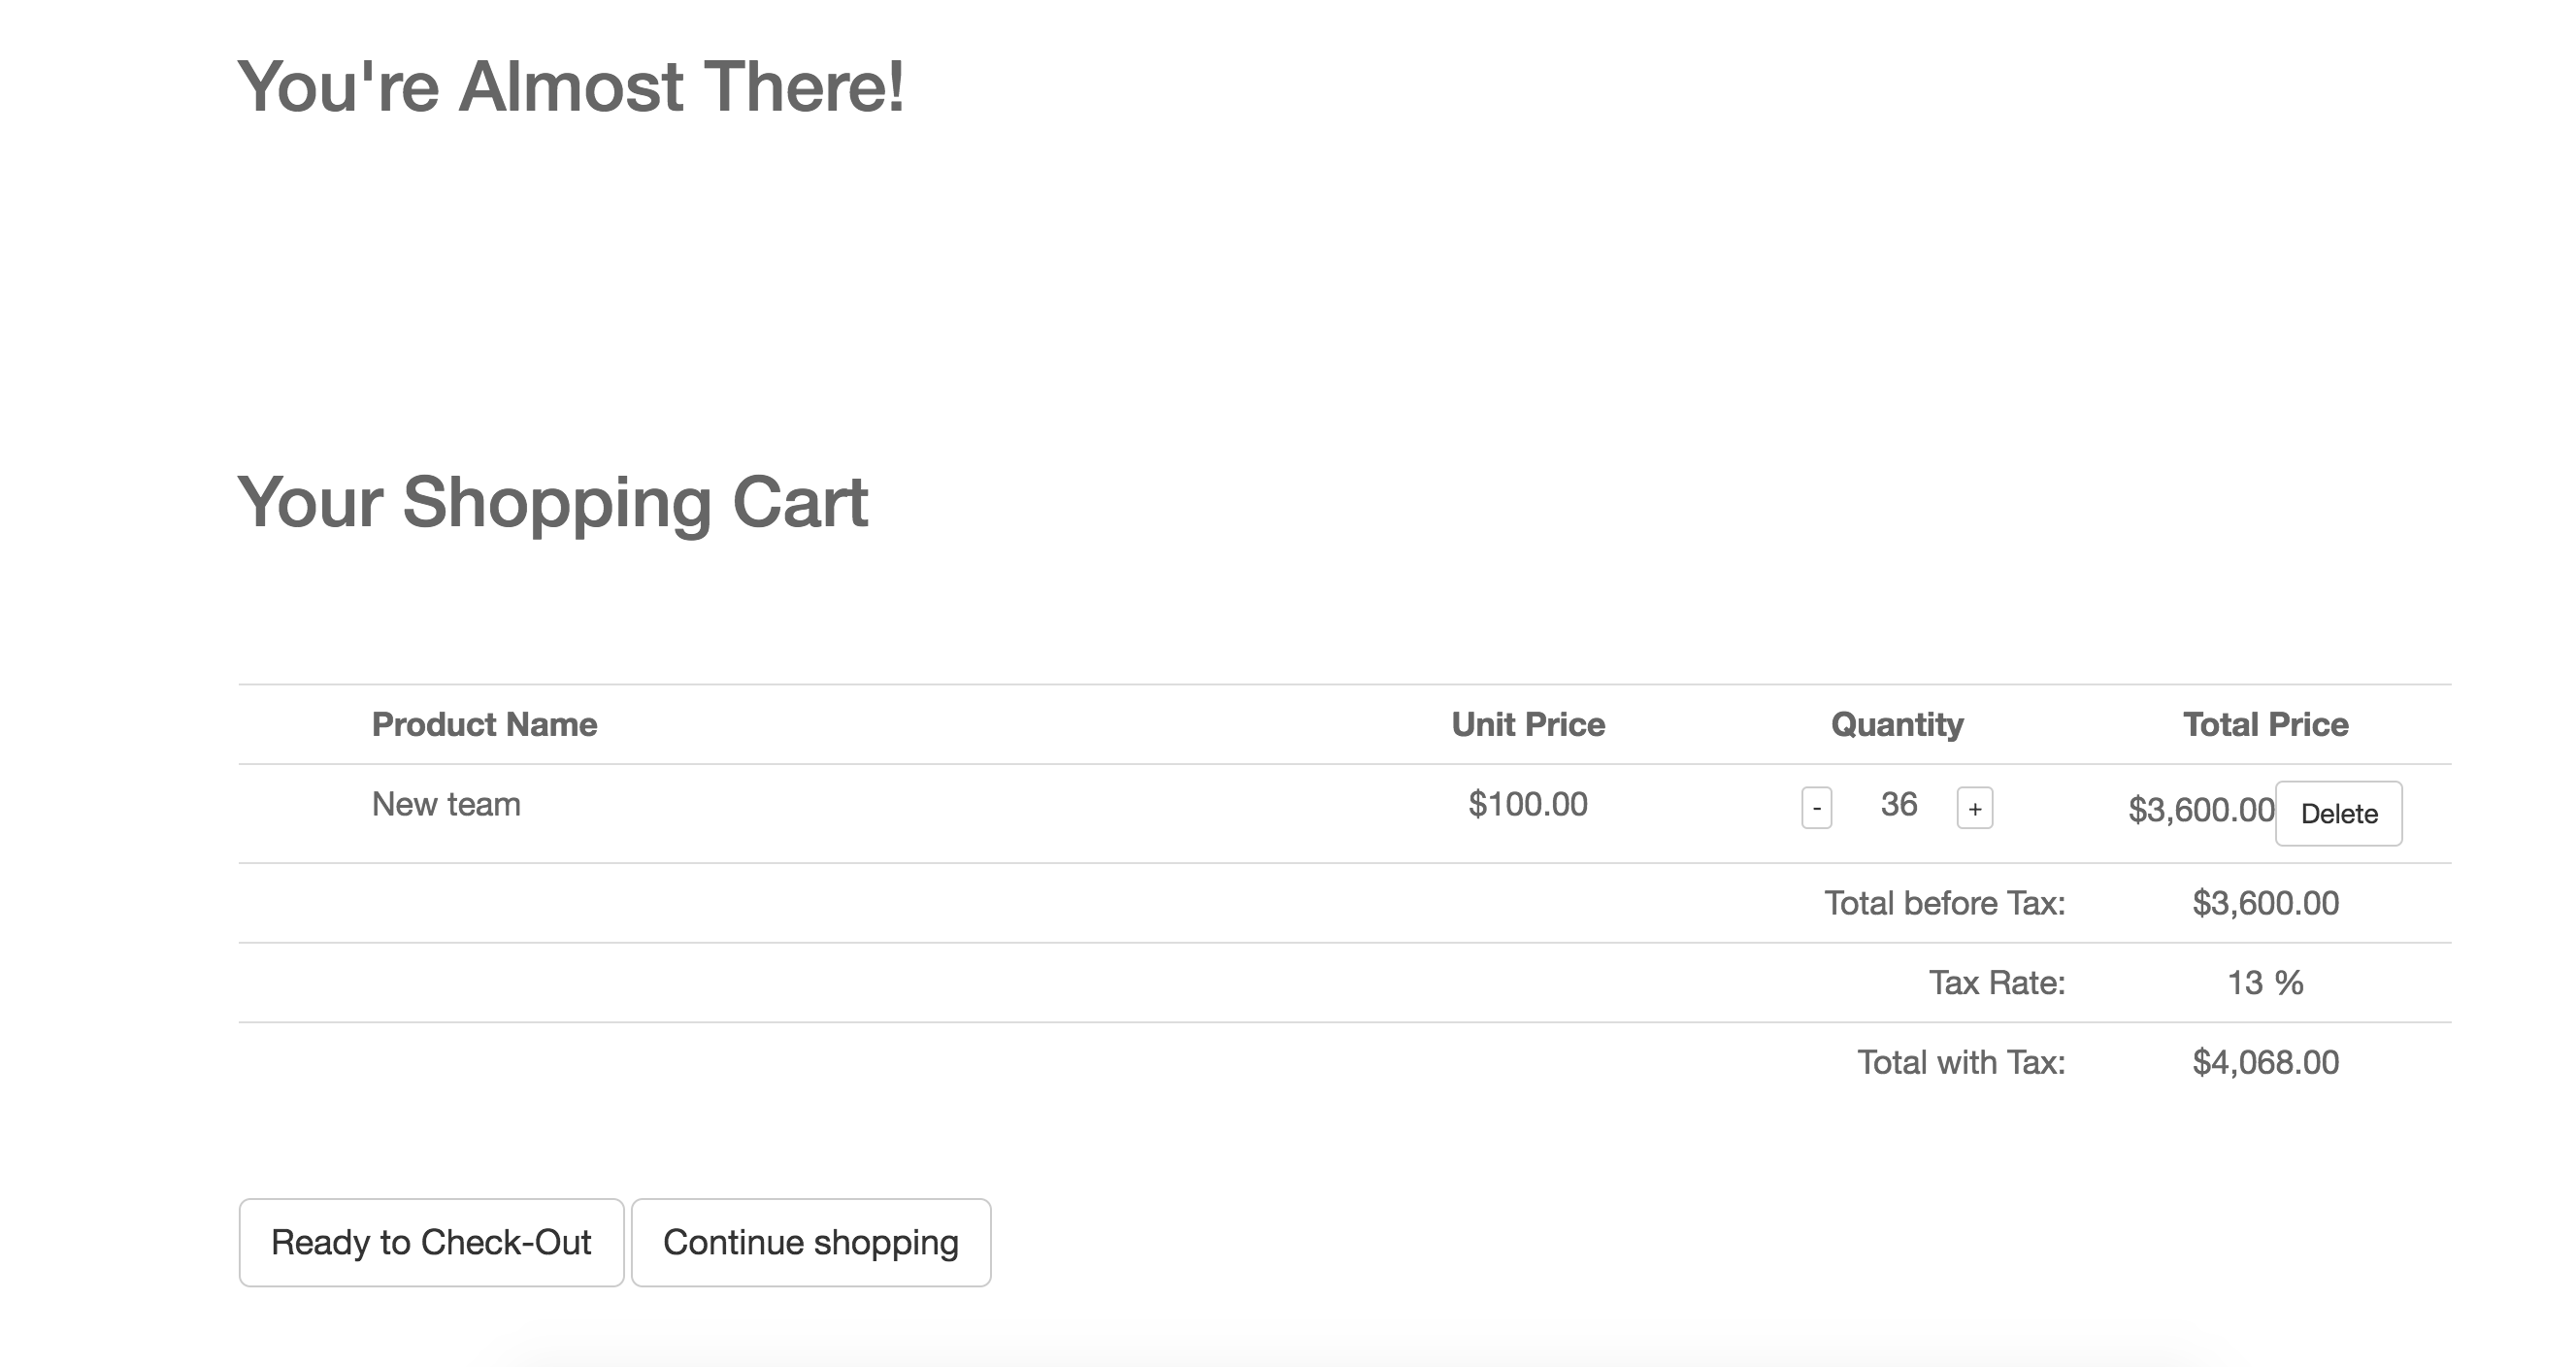 You're Almost There!
Your Shopping Cart
Product Name Unit Price Quantity Total Price
New team $100.00 - 36 + $3,600.00 Delete
Total before Tax: $3,600.00
Tax Rate: 13 %
Total with Tax: $4,068.00
Ready to Check-Out Continue shopping